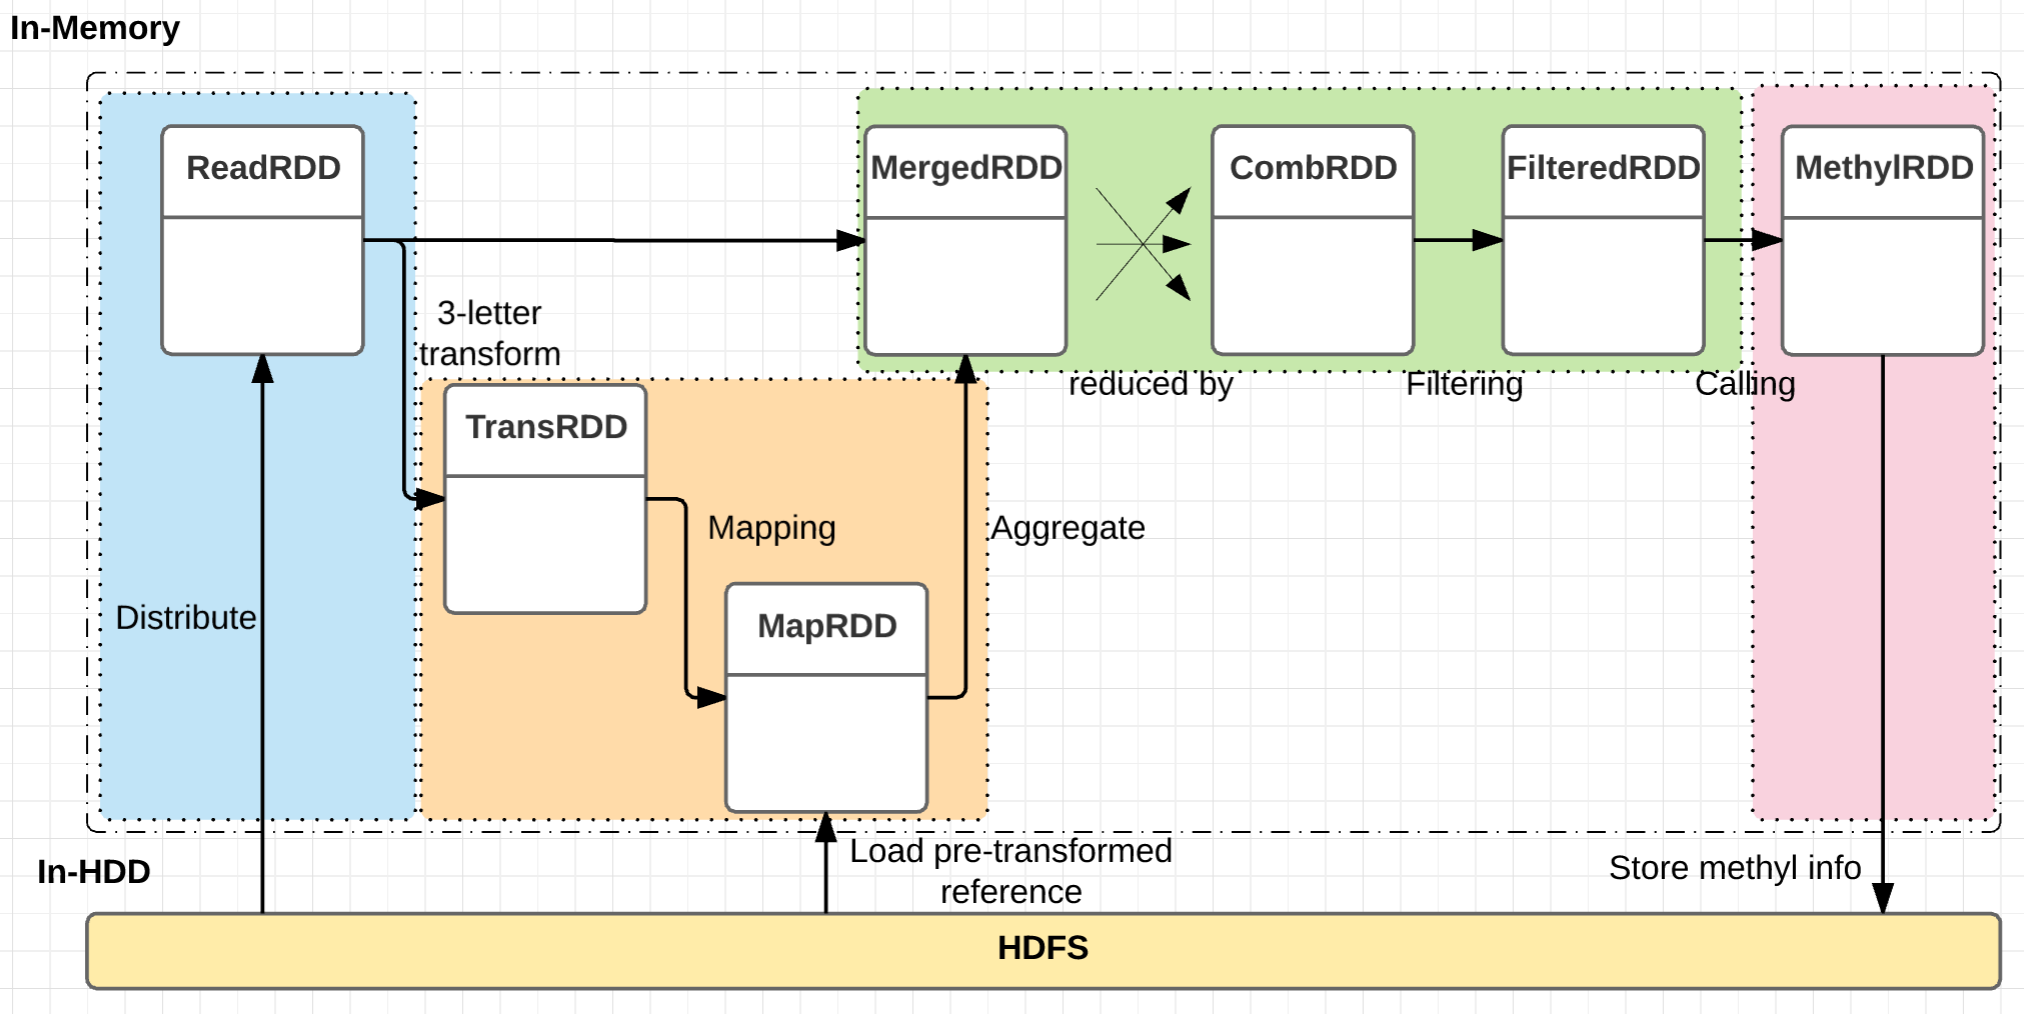 In-Memory
ReadRDD
MergedRDD
CombRDD
FilteredRDD
MethylRDD
3-letter
transform
reduced by
Filtering
Calling
TransRDD
Mapping
Aggregate
Distribute
MapRDD
Load pre-transformed
reference
Store methyl info
In-HDD
HDFS